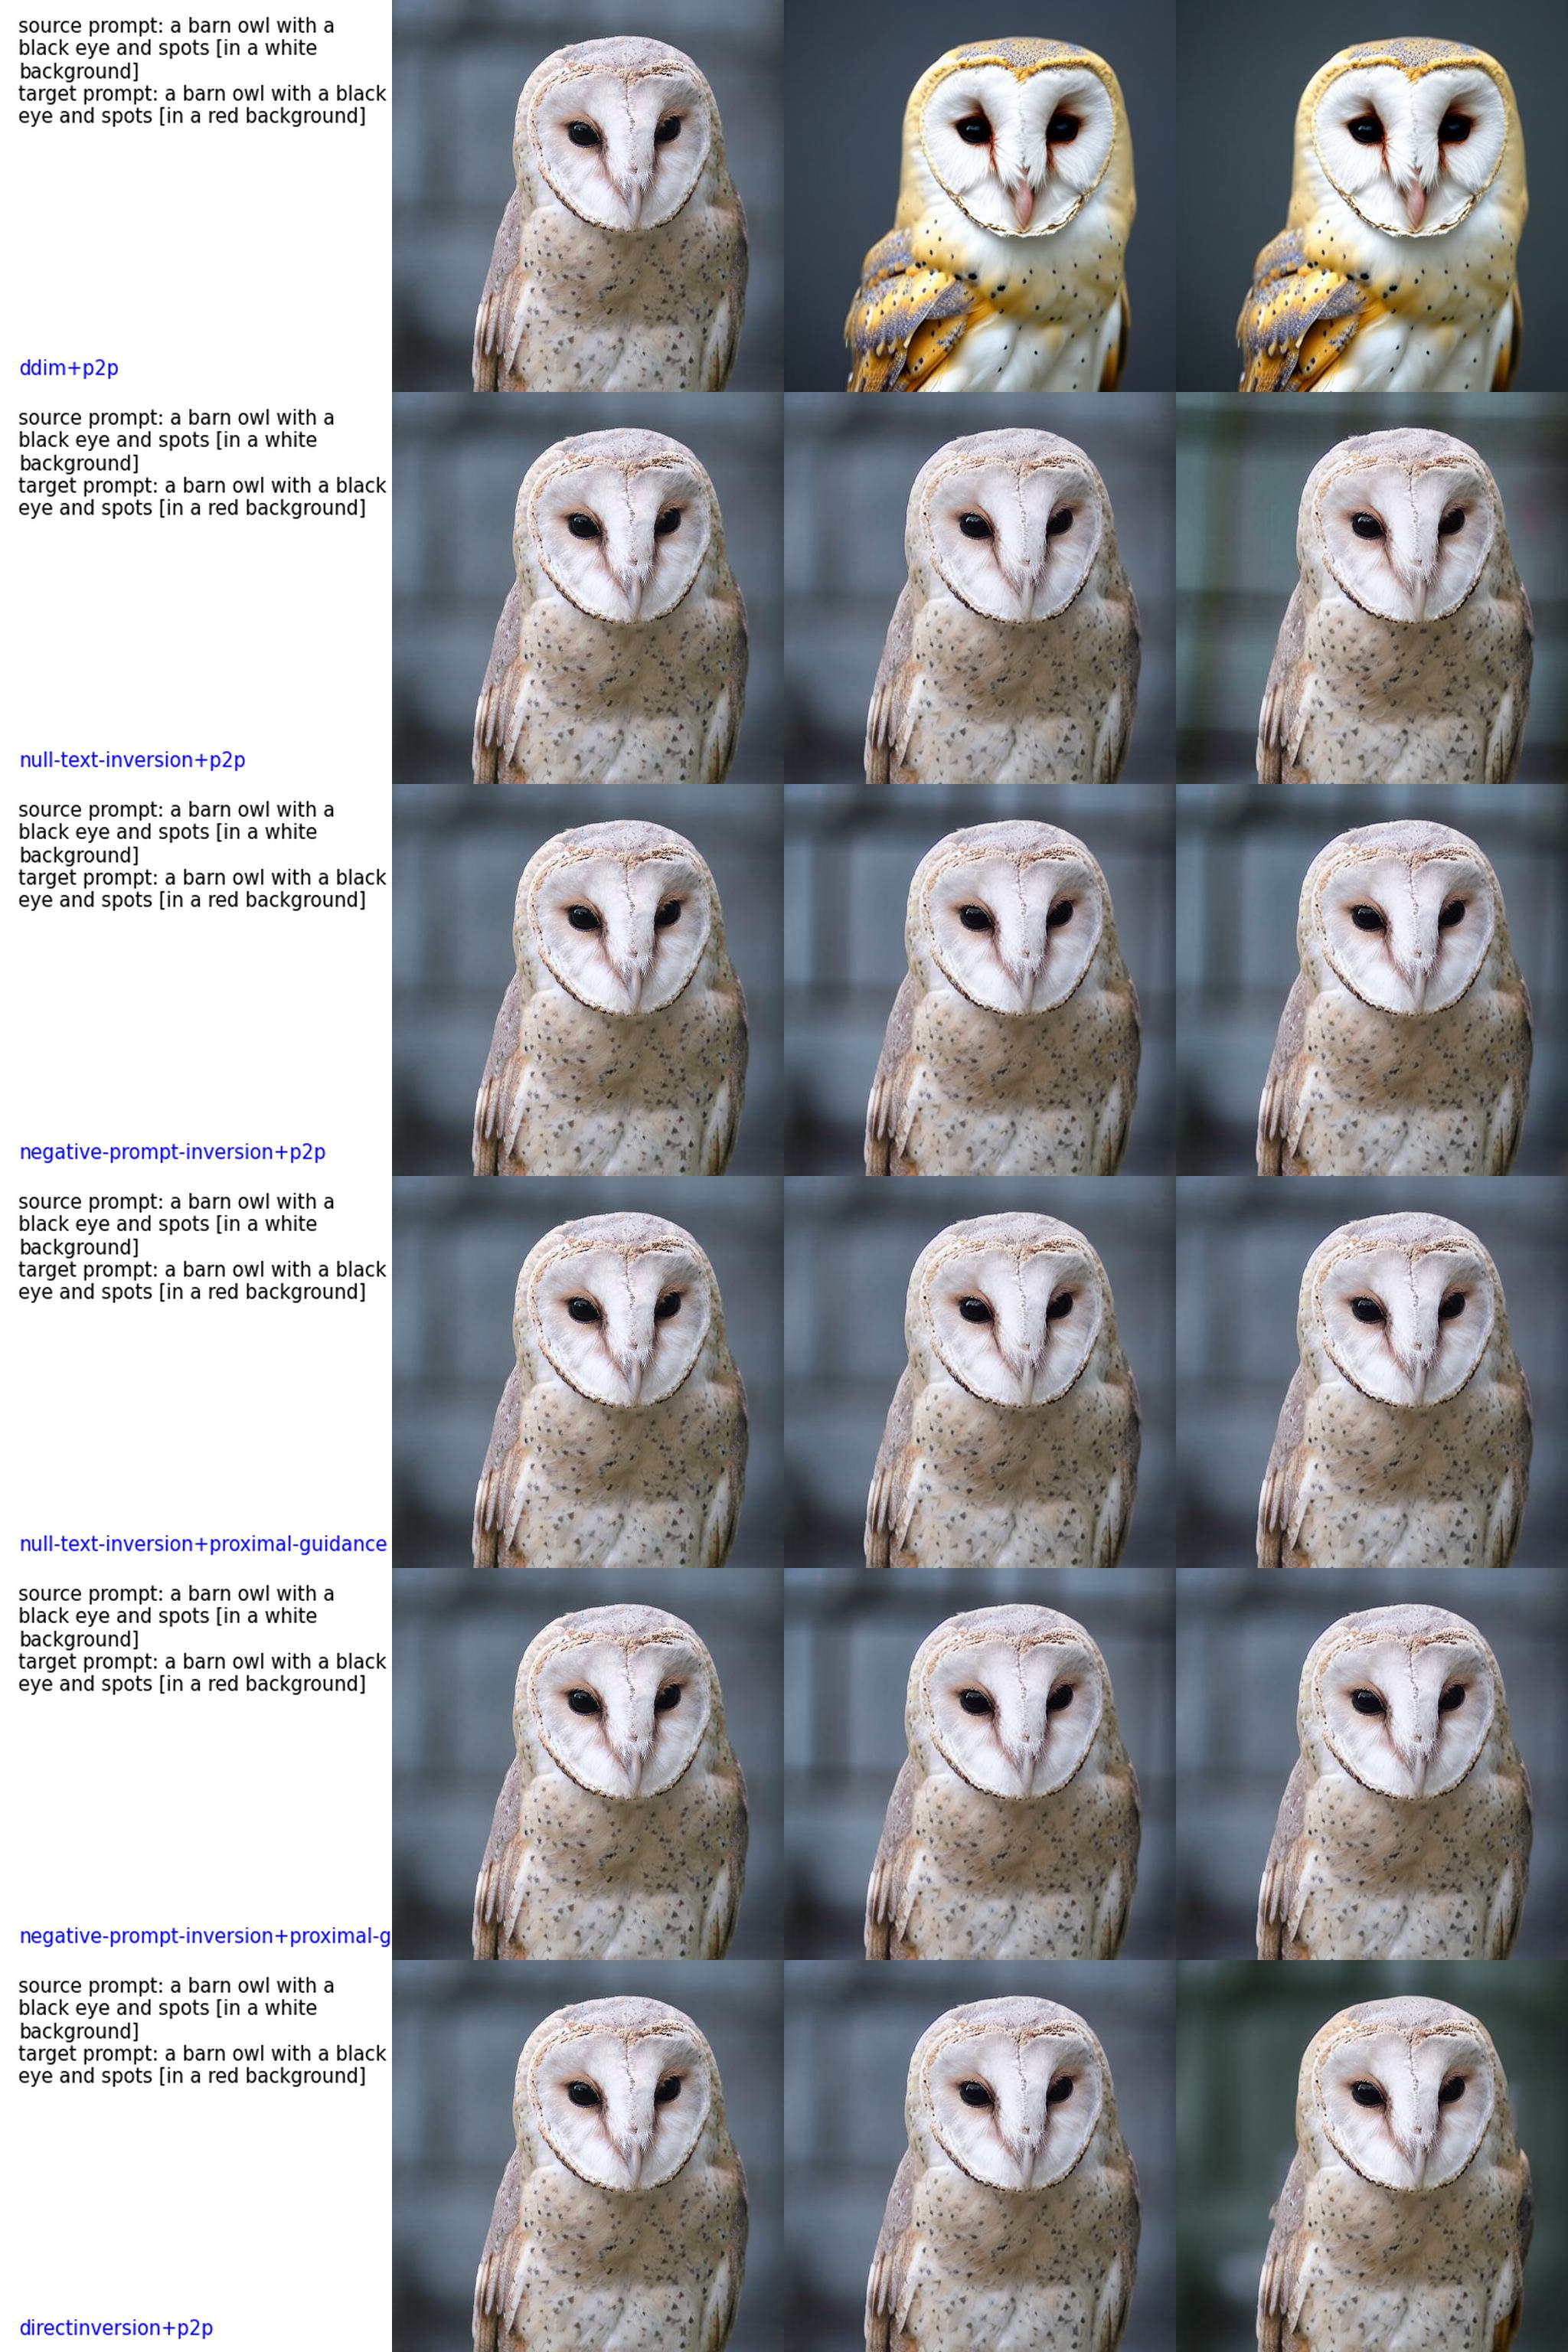 source prompt: a barn owl with a
black eye and spots [in a white
background]
target prompt: a barn owl with a black
eye and spots [in a red background]
ddim+p2p
source prompt: a barn owl with a
black eye and spots [in a white
background]
target prompt: a barn owl with a black
eye and spots [in a red background]
null-text-inversion+p2p
source prompt: a barn owl with a
black eye and spots [in a white
background]
target prompt: a barn owl with a black
eye and spots [in a red background]
negative-prompt-inversion+p2p
source prompt: a barn owl with a
black eye and spots [in a white
background]
target prompt: a barn owl with a black
eye and spots [in a red background]
null-text-inversion+proximal-guidance
source prompt: a barn owl with a
black eye and spots [in a white
background]
target prompt: a barn owl with a black
eye and spots [in a red background]
negative-prompt-inversion+proximal-g
source prompt: a barn owl with a
black eye and spots [in a white
background]
target prompt: a barn owl with a black
eye and spots [in a red background]
directinversion+p2p